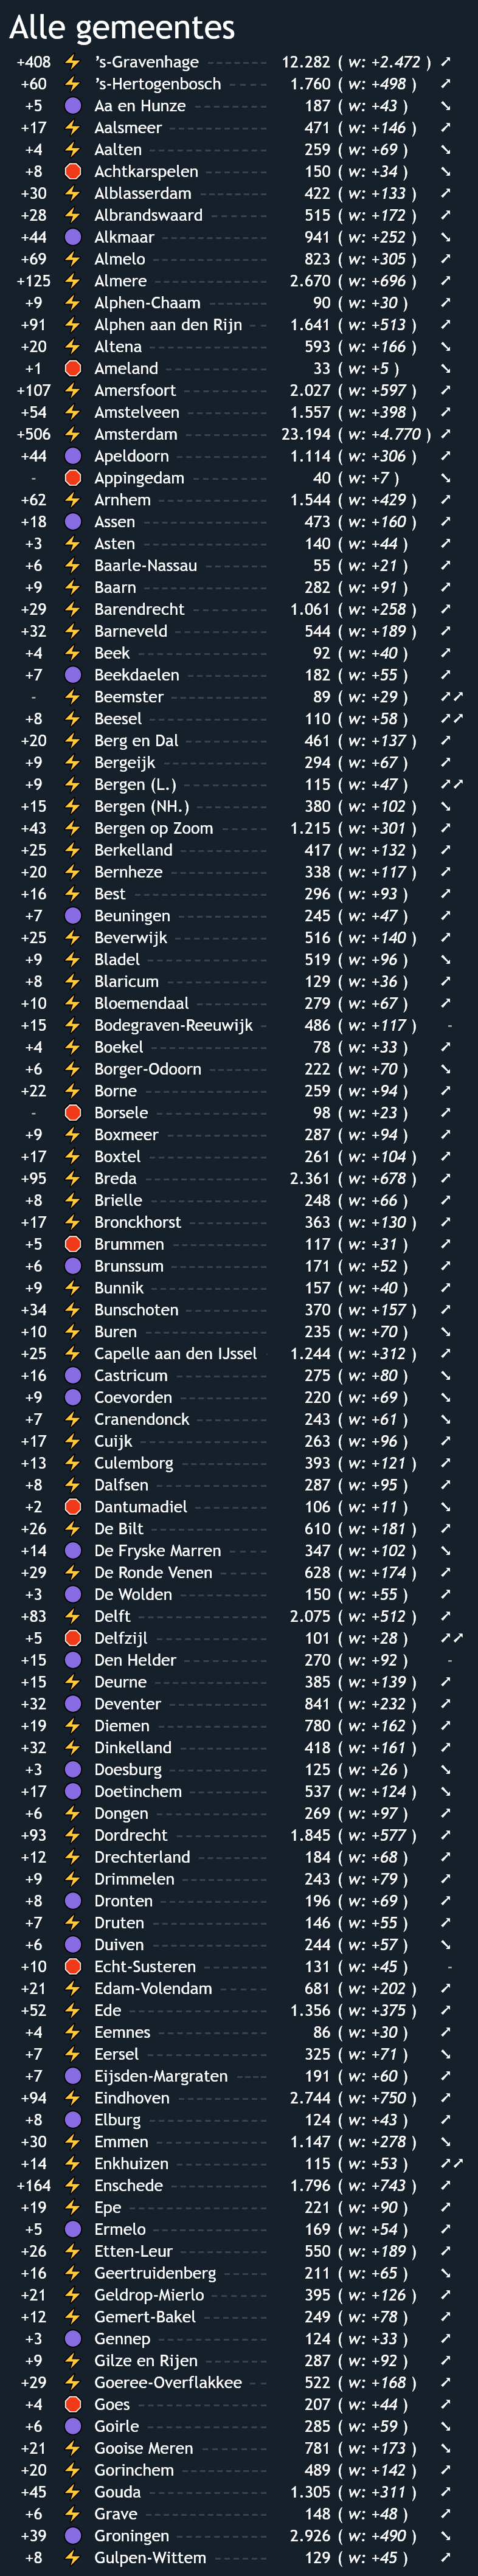 Alle gemeentes
+408 ⚡ ’s-Gravenhage 12.282 ( w: +2.472 ) ➚
+60 ⚡ ’s-Hertogenbosch 1.760 ( w: +498 ) ➚
+5 Aa en Hunze 187 ( w: +43 ) ➘
+17 ⚡ Aalsmeer 471 ( w: +146 ) ➚
+4 ⚡ Aalten 259 ( w: +69 ) ➘
+8 Achtkarspelen 150 ( w: +34 ) ➘
+30 ⚡ Alblasserdam 422 ( w: +133 ) ➚
+28 ⚡ Albrandswaard 515 ( w: +172 ) ➚
+44 Alkmaar 941 ( w: +252 ) ➘
+69 ⚡ Almelo 823 ( w: +305 ) ➚
+125 ⚡ Almere 2.670 ( w: +696 ) ➚
+9 ⚡ Alphen-Chaam 90 ( w: +30 ) ➚
+91 ⚡ Alphen aan den Rijn 1.641 ( w: +513 ) ➚
+20 ⚡ Altena 593 ( w: +166 ) ➘
+1 Ameland 33 ( w: +5 ) ➘
+107 ⚡ Amersfoort 2.027 ( w: +597 ) ➚
+54 ⚡ Amstelveen 1.557 ( w: +398 ) ➚
+506 ⚡ Amsterdam 23.194 ( w: +4.770 ) ➚
+44 Apeldoorn 1.114 ( w: +306 ) ➚
- Appingedam 40 ( w: +7 ) ➘
+62 ⚡ Arnhem 1.544 ( w: +429 ) ➚
+18 Assen 473 ( w: +160 ) ➚
+3 ⚡ Asten 140 ( w: +44 ) ➚
+6 ⚡ Baarle-Nassau 55 ( w: +21 ) ➚
+9 ⚡ Baarn 282 ( w: +91 ) ➚
+29 ⚡ Barendrecht 1.061 ( w: +258 ) ➚
+32 ⚡ Barneveld 544 ( w: +189 ) ➚
+4 ⚡ Beek 92 ( w: +40 ) ➚
+7 Beekdaelen 182 ( w: +55 ) ➚
- ⚡ Beemster 89 ( w: +29 ) ➚➚
+8 ⚡ Beesel 110 ( w: +58 ) ➚➚
+20 ⚡ Berg en Dal 461 ( w: +137 ) ➚
+9 ⚡ Bergeijk 294 ( w: +67 ) ➚
+9 ⚡ Bergen (L.) 115 ( w: +47 ) ➚➚
+15 ⚡ Bergen (NH.) 380 ( w: +102 ) ➘
+43 ⚡ Bergen op Zoom 1.215 ( w: +301 ) ➚
+25 ⚡ Berkelland 417 ( w: +132 ) ➚
+20 ⚡ Bernheze 338 ( w: +117 ) ➚
+16 ⚡ Best 296 ( w: +93 ) ➚
+7 Beuningen 245 ( w: +47 ) ➚
+25 ⚡ Beverwijk 516 ( w: +140 ) ➚
+9 ⚡ Bladel 519 ( w: +96 ) ➘
+8 ⚡ Blaricum 129 ( w: +36 ) ➚
+10 ⚡ Bloemendaal 279 ( w: +67 ) ➚
+15 ⚡ Bodegraven-Reeuwijk 486 ( w: +117 ) -
+4 ⚡ Boekel 78 ( w: +33 ) ➚
+6 ⚡ Borger-Odoorn 222 ( w: +70 ) ➘
+22 ⚡ Borne 259 ( w: +94 ) ➚
- Borsele 98 ( w: +23 ) ➚
+9 ⚡ Boxmeer 287 ( w: +94 ) ➚
+17 ⚡ Boxtel 261 ( w: +104 ) ➚
+95 ⚡ Breda 2.361 ( w: +678 ) ➚
+8 ⚡ Brielle 248 ( w: +66 ) ➚
+17 ⚡ Bronckhorst 363 ( w: +130 ) ➚
+5 Brummen 117 ( w: +31 ) ➚
+6 Brunssum 171 ( w: +52 ) ➚
+9 ⚡ Bunnik 157 ( w: +40 ) ➚
+34 ⚡ Bunschoten 370 ( w: +157 ) ➚
+10 ⚡ Buren 235 ( w: +70 ) ➘
+25 ⚡ Capelle aan den IJssel 1.244 ( w: +312 ) ➚
+16 Castricum 275 ( w: +80 ) ➘
+9 Coevorden 220 ( w: +69 ) ➘
+7 ⚡ Cranendonck 243 ( w: +61 ) ➘
+17 ⚡ Cuijk 263 ( w: +96 ) ➚
+13 ⚡ Culemborg 393 ( w: +121 ) ➚
+8 ⚡ Dalfsen 287 ( w: +95 ) ➚
+2 Dantumadiel 106 ( w: +11 ) ➘
+26 ⚡ De Bilt 610 ( w: +181 ) ➚
+14 De Fryske Marren 347 ( w: +102 ) ➘
+29 ⚡ De Ronde Venen 628 ( w: +174 ) ➚
+3 De Wolden 150 ( w: +55 ) ➚
+83 ⚡ Delft 2.075 ( w: +512 ) ➚
+5 Delfzijl 101 ( w: +28 ) ➚➚
+15 Den Helder 270 ( w: +92 ) -
+15 ⚡ Deurne 385 ( w: +139 ) ➚
+32 Deventer 841 ( w: +232 ) ➚
+19 ⚡ Diemen 780 ( w: +162 ) ➚
+32 ⚡ Dinkelland 418 ( w: +161 ) ➚
+3 Doesburg 125 ( w: +26 ) ➘
+17 Doetinchem 537 ( w: +124 ) ➘
+6 ⚡ Dongen 269 ( w: +97 ) ➚
+93 ⚡ Dordrecht 1.845 ( w: +577 ) ➚
+12 ⚡ Drechterland 184 ( w: +68 ) ➚
+9 ⚡ Drimmelen 243 ( w: +79 ) ➚
+8 Dronten 196 ( w: +69 ) ➚
+7 ⚡ Druten 146 ( w: +55 ) ➚
+6 Duiven 244 ( w: +57 ) ➘
+10 Echt-Susteren 131 ( w: +45 ) -
+21 ⚡ Edam-Volendam 681 ( w: +202 ) ➚
+52 ⚡ Ede 1.356 ( w: +375 ) ➚
+4 ⚡ Eemnes 86 ( w: +30 ) ➚
+7 ⚡ Eersel 325 ( w: +71 ) ➘
+7 Eijsden-Margraten 191 ( w: +60 ) ➚
+94 ⚡ Eindhoven 2.744 ( w: +750 ) ➚
+8 Elburg 124 ( w: +43 ) ➚
+30 ⚡ Emmen 1.147 ( w: +278 ) ➘
+14 ⚡ Enkhuizen 115 ( w: +53 ) ➚➚
+164 ⚡ Enschede 1.796 ( w: +743 ) ➚
+19 ⚡ Epe 221 ( w: +90 ) ➚
+5 Ermelo 169 ( w: +54 ) ➚
+26 ⚡ Etten-Leur 550 ( w: +189 ) ➚
+16 ⚡ Geertruidenberg 211 ( w: +65 ) ➘
+21 ⚡ Geldrop-Mierlo 395 ( w: +126 ) ➚
+12 ⚡ Gemert-Bakel 249 ( w: +78 ) ➚
+3 Gennep 124 ( w: +33 ) ➚
+9 ⚡ Gilze en Rijen 287 ( w: +92 ) ➚
+29 ⚡ Goeree-Overflakkee 522 ( w: +168 ) ➚
+4 Goes 207 ( w: +44 ) ➚
+6 Goirle 285 ( w: +59 ) ➘
+21 ⚡ Gooise Meren 781 ( w: +173 ) ➘
+20 ⚡ Gorinchem 489 ( w: +142 ) ➚
+45 ⚡ Gouda 1.305 ( w: +311 ) ➚
+6 ⚡ Grave 148 ( w: +48 ) ➚
+39 Groningen 2.926 ( w: +490 ) ➘
+8 ⚡ Gulpen-Wittem 129 ( w: +45 ) ➚